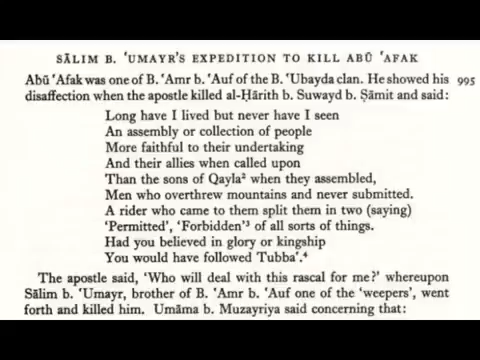 SĀLIM B. ʿUMAYR'S EXPEDITION TO KILL ABŪ ʿAFAK
Abū ʿAfak was one of B. ʿAmr b. ʿAuf of the B. ʿUbayda clan. He showed his 995
disaffection when the apostle killed al-Ḥārith b. Suwayd b. Ṣāmit and said:
Long have I lived but never have I seen
An assembly or collection of people
More faithful to their undertaking
And their allies when called upon
Than the sons of Qayla² when they assembled,
Men who overthrew mountains and never submitted.
A rider who came to them split them in two (saying)
'Permitted', 'Forbidden'³ of all sorts of things.
Had you believed in glory or kingship
You would have followed Tubbaʿ.⁴
The apostle said, 'Who will deal with this rascal for me?' whereupon
Sālim b. ʿUmayr, brother of B. ʿAmr b. ʿAuf one of the 'weepers', went
forth and killed him. Umāma b. Muzayriya said concerning that: